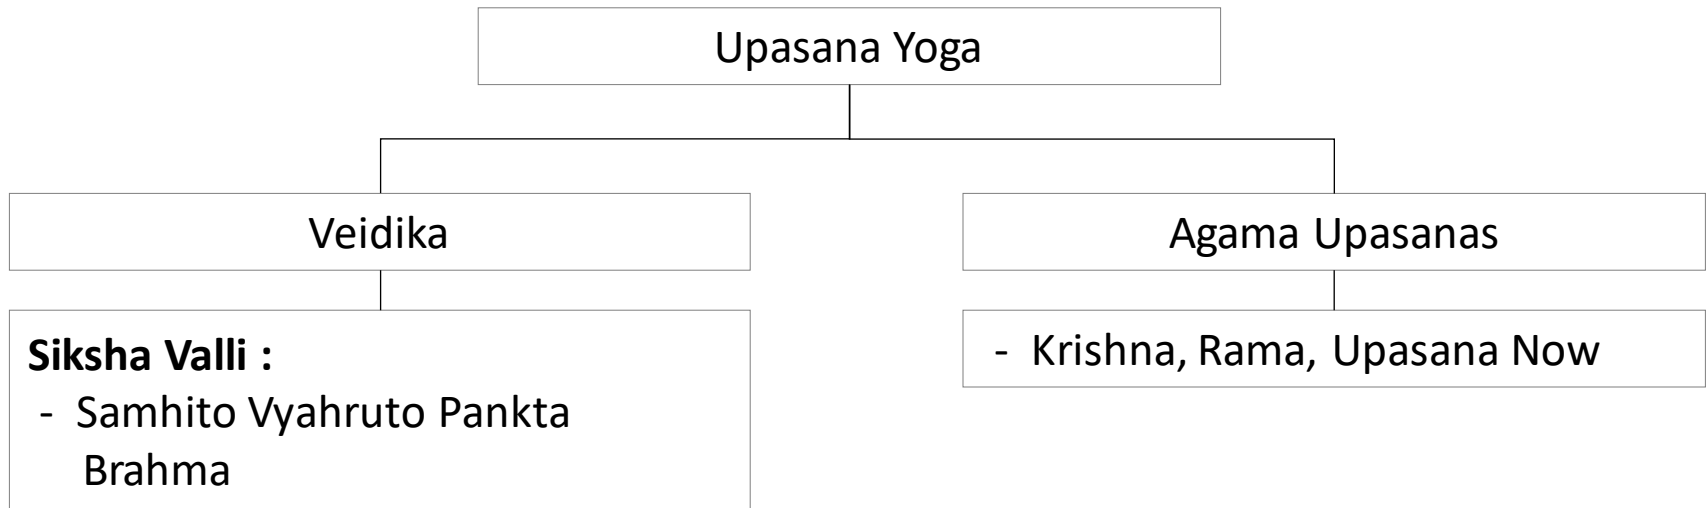 Upasana Yoga
Veidika
Agama Upasanas
Siksha Valli :
- Samhito Vyahruto Pankta
Brahma
- Krishna, Rama, Upasana Now